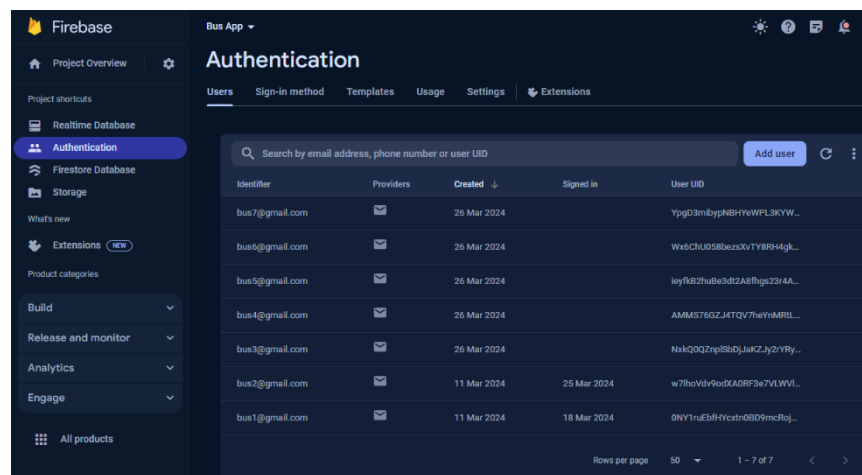 Firebase
Project Overview
Project shortcuts
Realtime Database
Authentication
Firestore Database
Storage
What's new
Extensions NEW
Product categories
Build
Release and monitor
Analytics
Engage
All products
Bus App
Authentication
Users Sign-in method Templates Usage Settings Extensions
Search by email address, phone number or user UID
Add user
Identifier Providers Created Signed in User UID
bus7@gmail.com 26 Mar 2024 YpgD3mibypNBHYeWPL3KYW...
bus6@gmail.com 26 Mar 2024 Wx6ChU058bezsXvTY8RH4gk...
bus5@gmail.com 26 Mar 2024 ieyfkB2huBe3dt2A8fhgs23r4A...
bus4@gmail.com 26 Mar 2024
bus3@gmail.com 26 Mar 2024
bus2@gmail.com 11 Mar 2024 25 Mar 2024
bus1@gmail.com 11 Mar 2024 18 Mar 2024
Rows per page 50 1 – 7 of 7